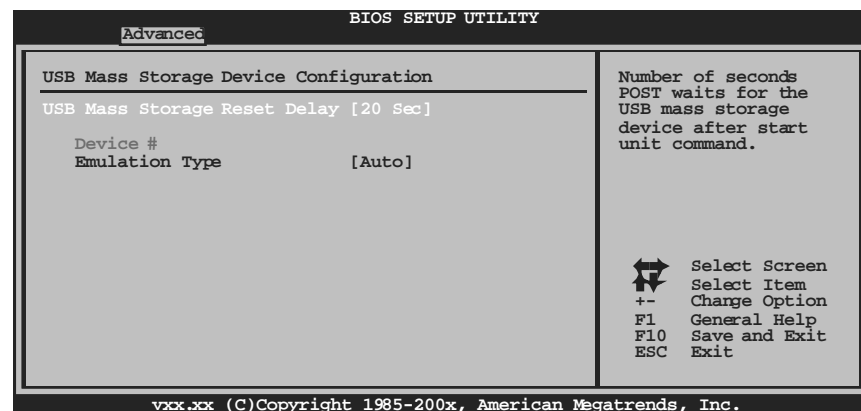 BIOS SETUP UTILITY
Advanced
USB Mass Storage Device Configuration
USB Mass Storage Reset Delay [20 Sec]
Device #
Emulation Type [Auto]
Number of seconds
POST waits for the
USB mass storage
device after start
unit command.
Select Screen
Select Item
+- Change Option
F1 General Help
F10 Save and Exit
ESC Exit
vxx.xx (C)Copyright 1985-200x, American Megatrends, Inc.